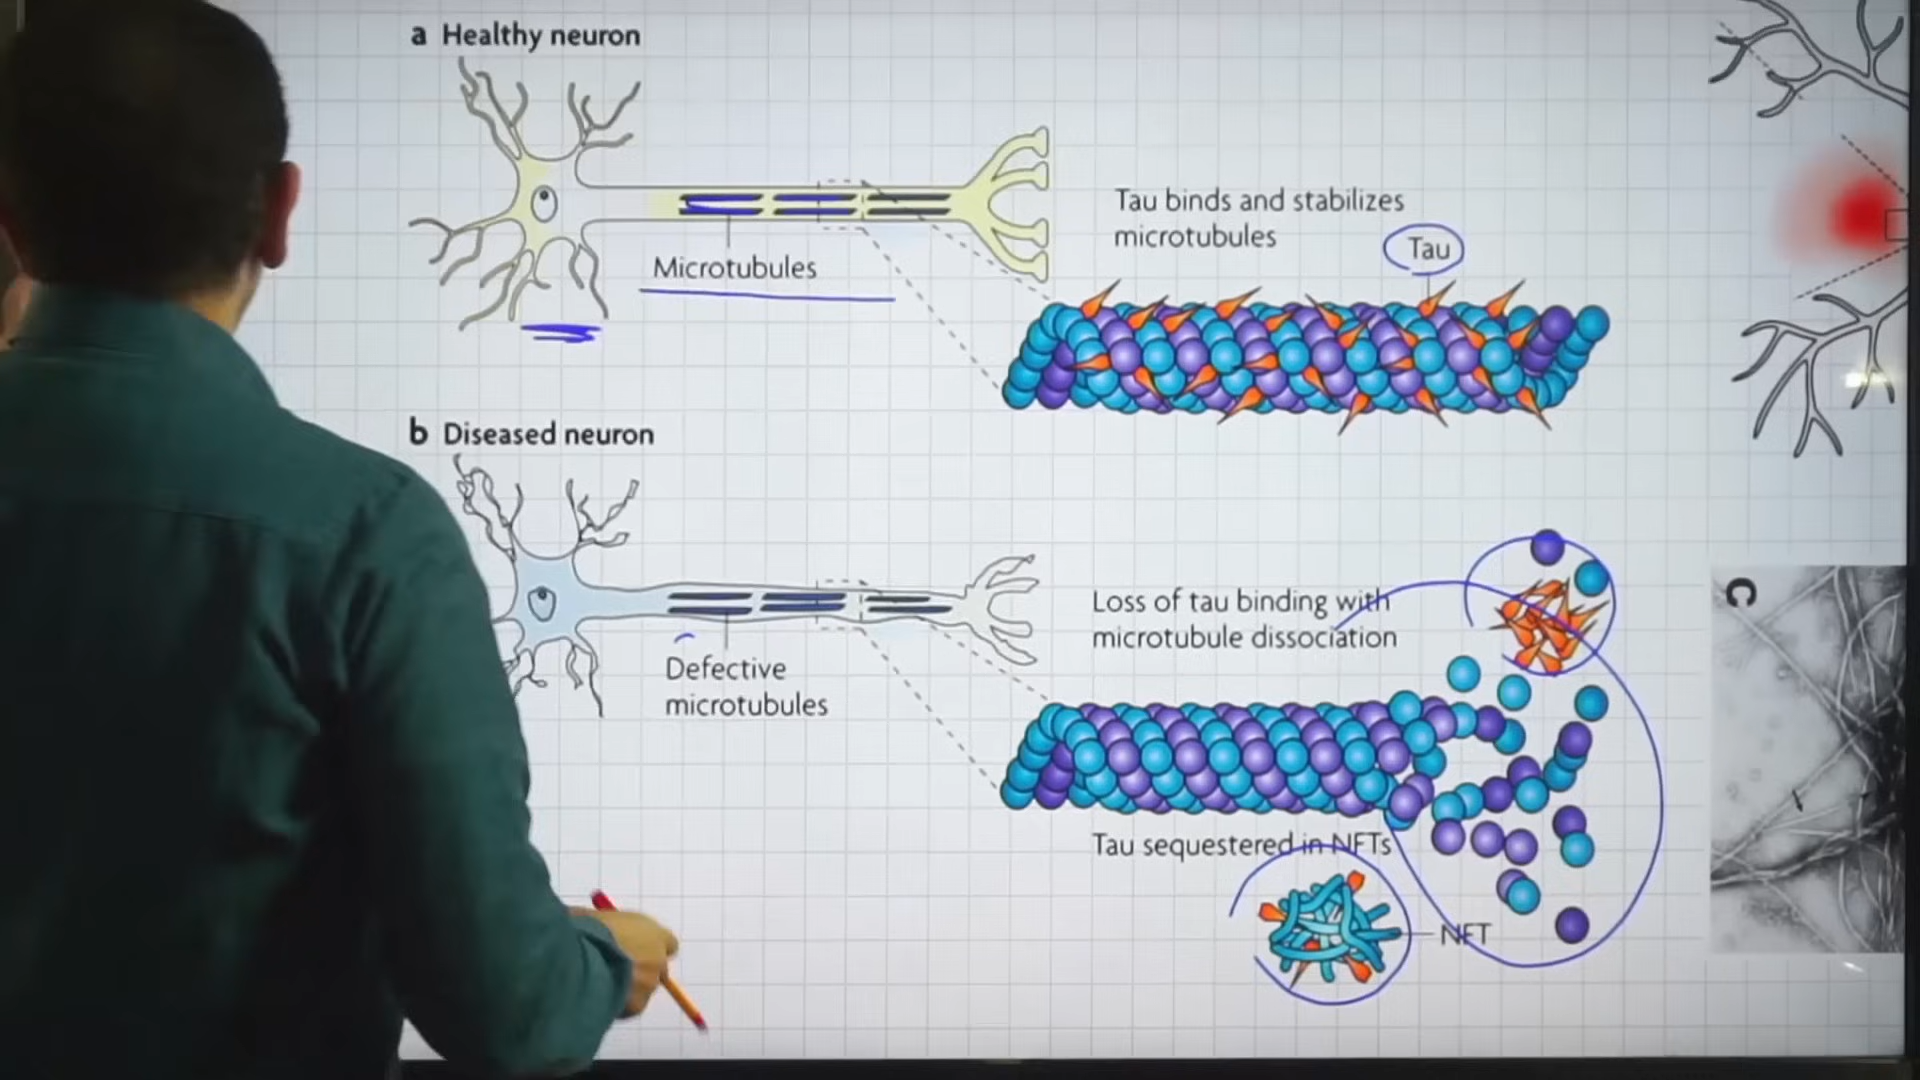 a Healthy neuron
Tau binds and stabilizes
microtubules
Tau
Microtubules
b Diseased neuron
Loss of tau binding with
microtubule dissociation
Defective
microtubules
Tau sequestered in NFTs
NFT
C